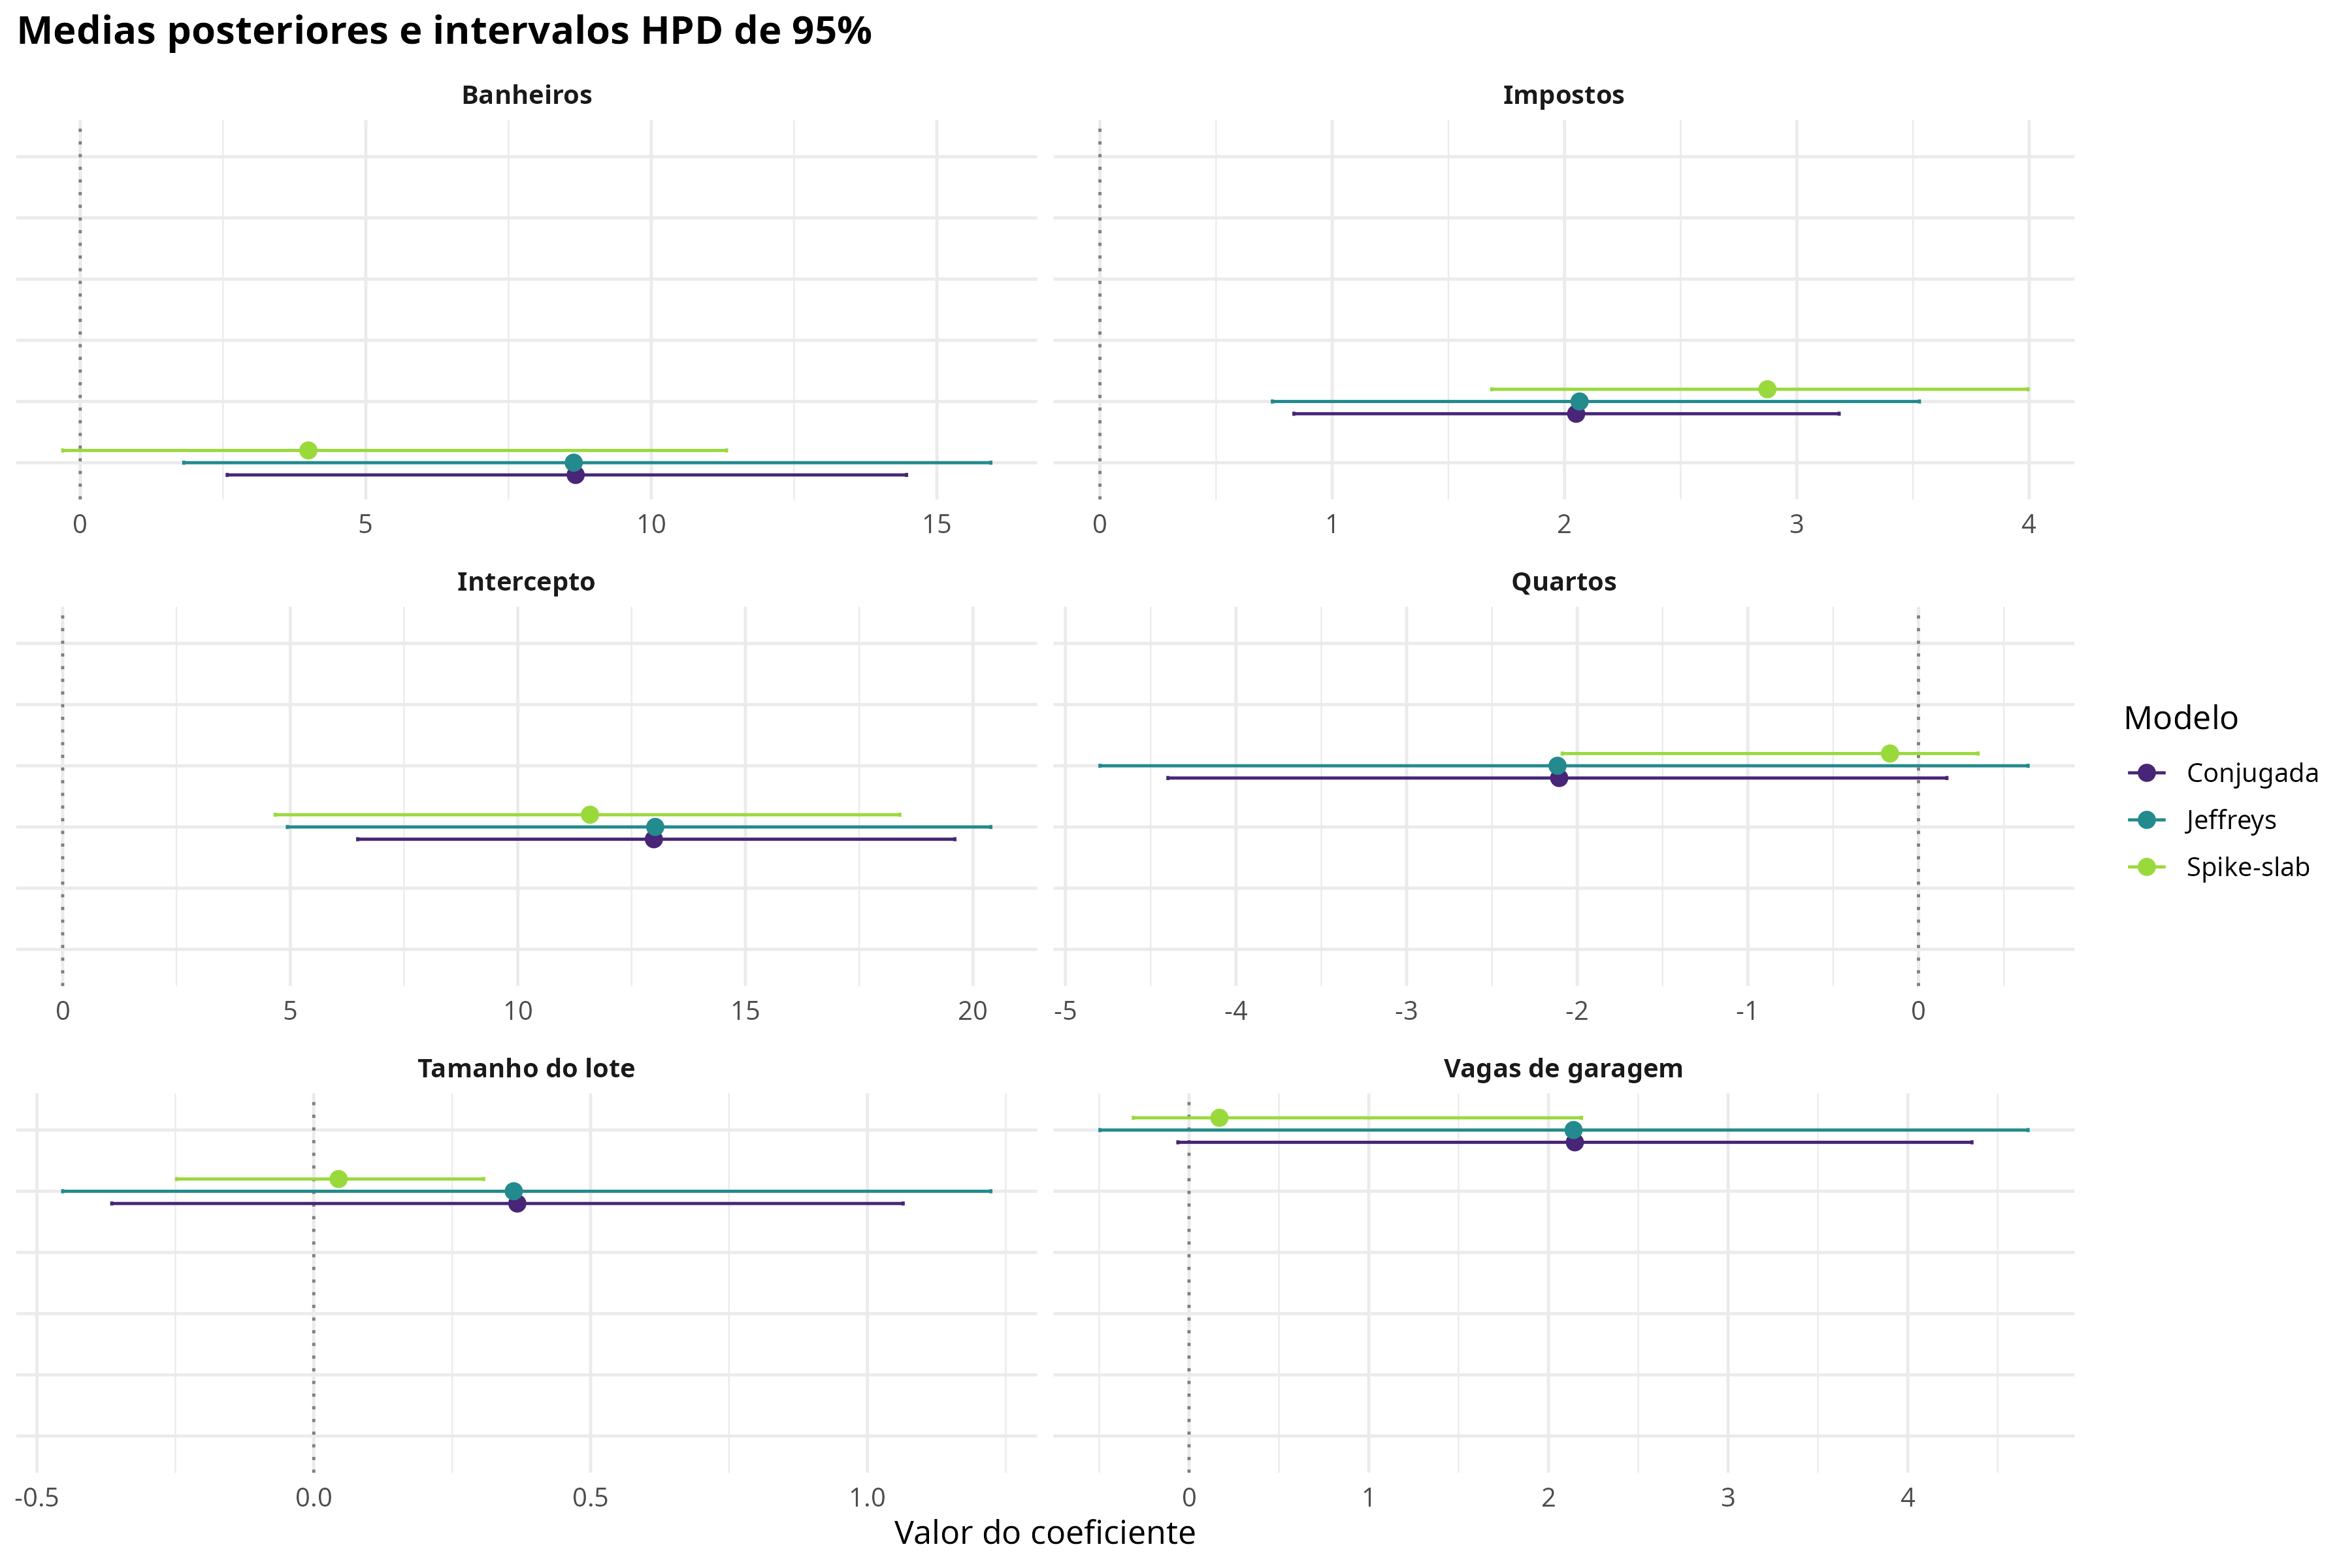 Medias posteriores e intervalos HPD de 95%
Banheiros
Impostos
0 5 10 15
0 1 2 3 4
Intercepto
Quartos
0 5 10 15 20
-5 -4 -3 -2 -1 0
Modelo
Conjugada
Jeffreys
Spike-slab
Tamanho do lote
Vagas de garagem
-0.5 0.0 0.5 1.0
0 1 2 3 4
Valor do coeficiente